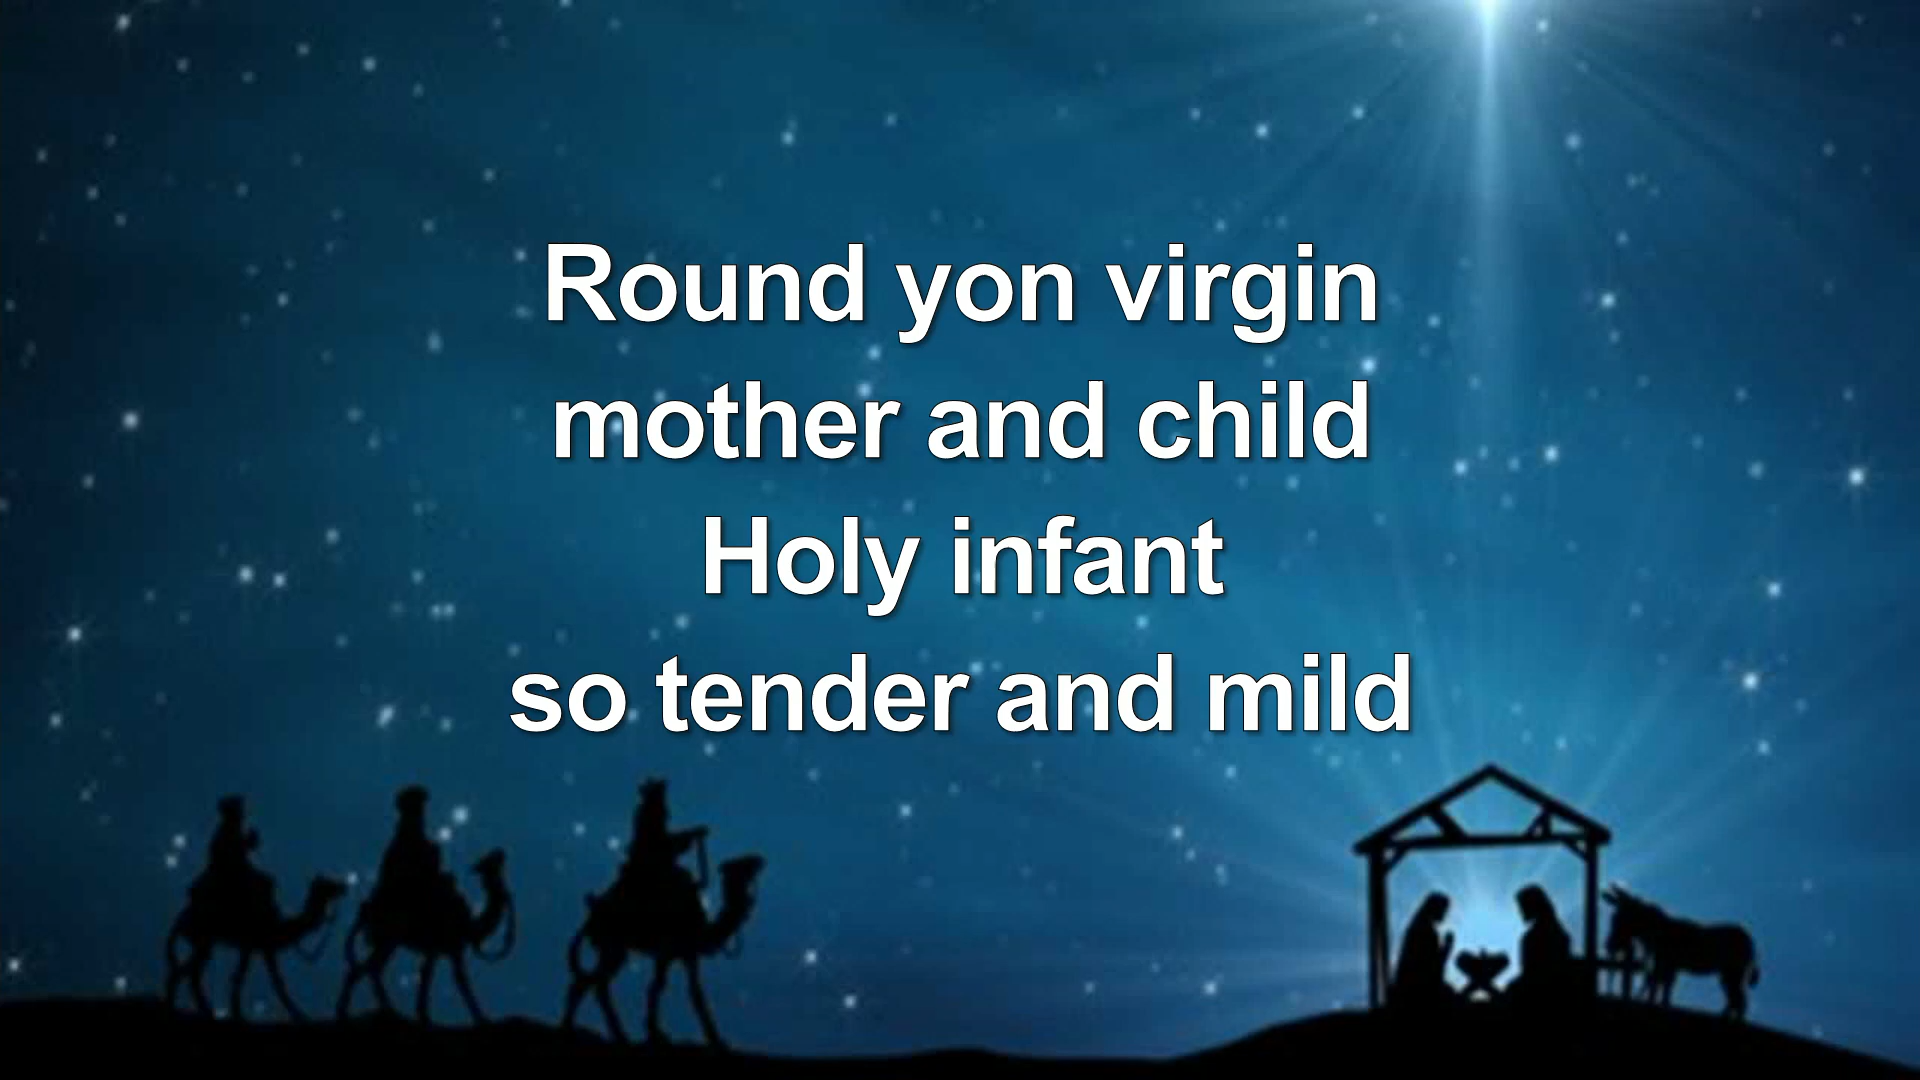 Round yon virgin
mother and child
Holy infant
so tender and mild